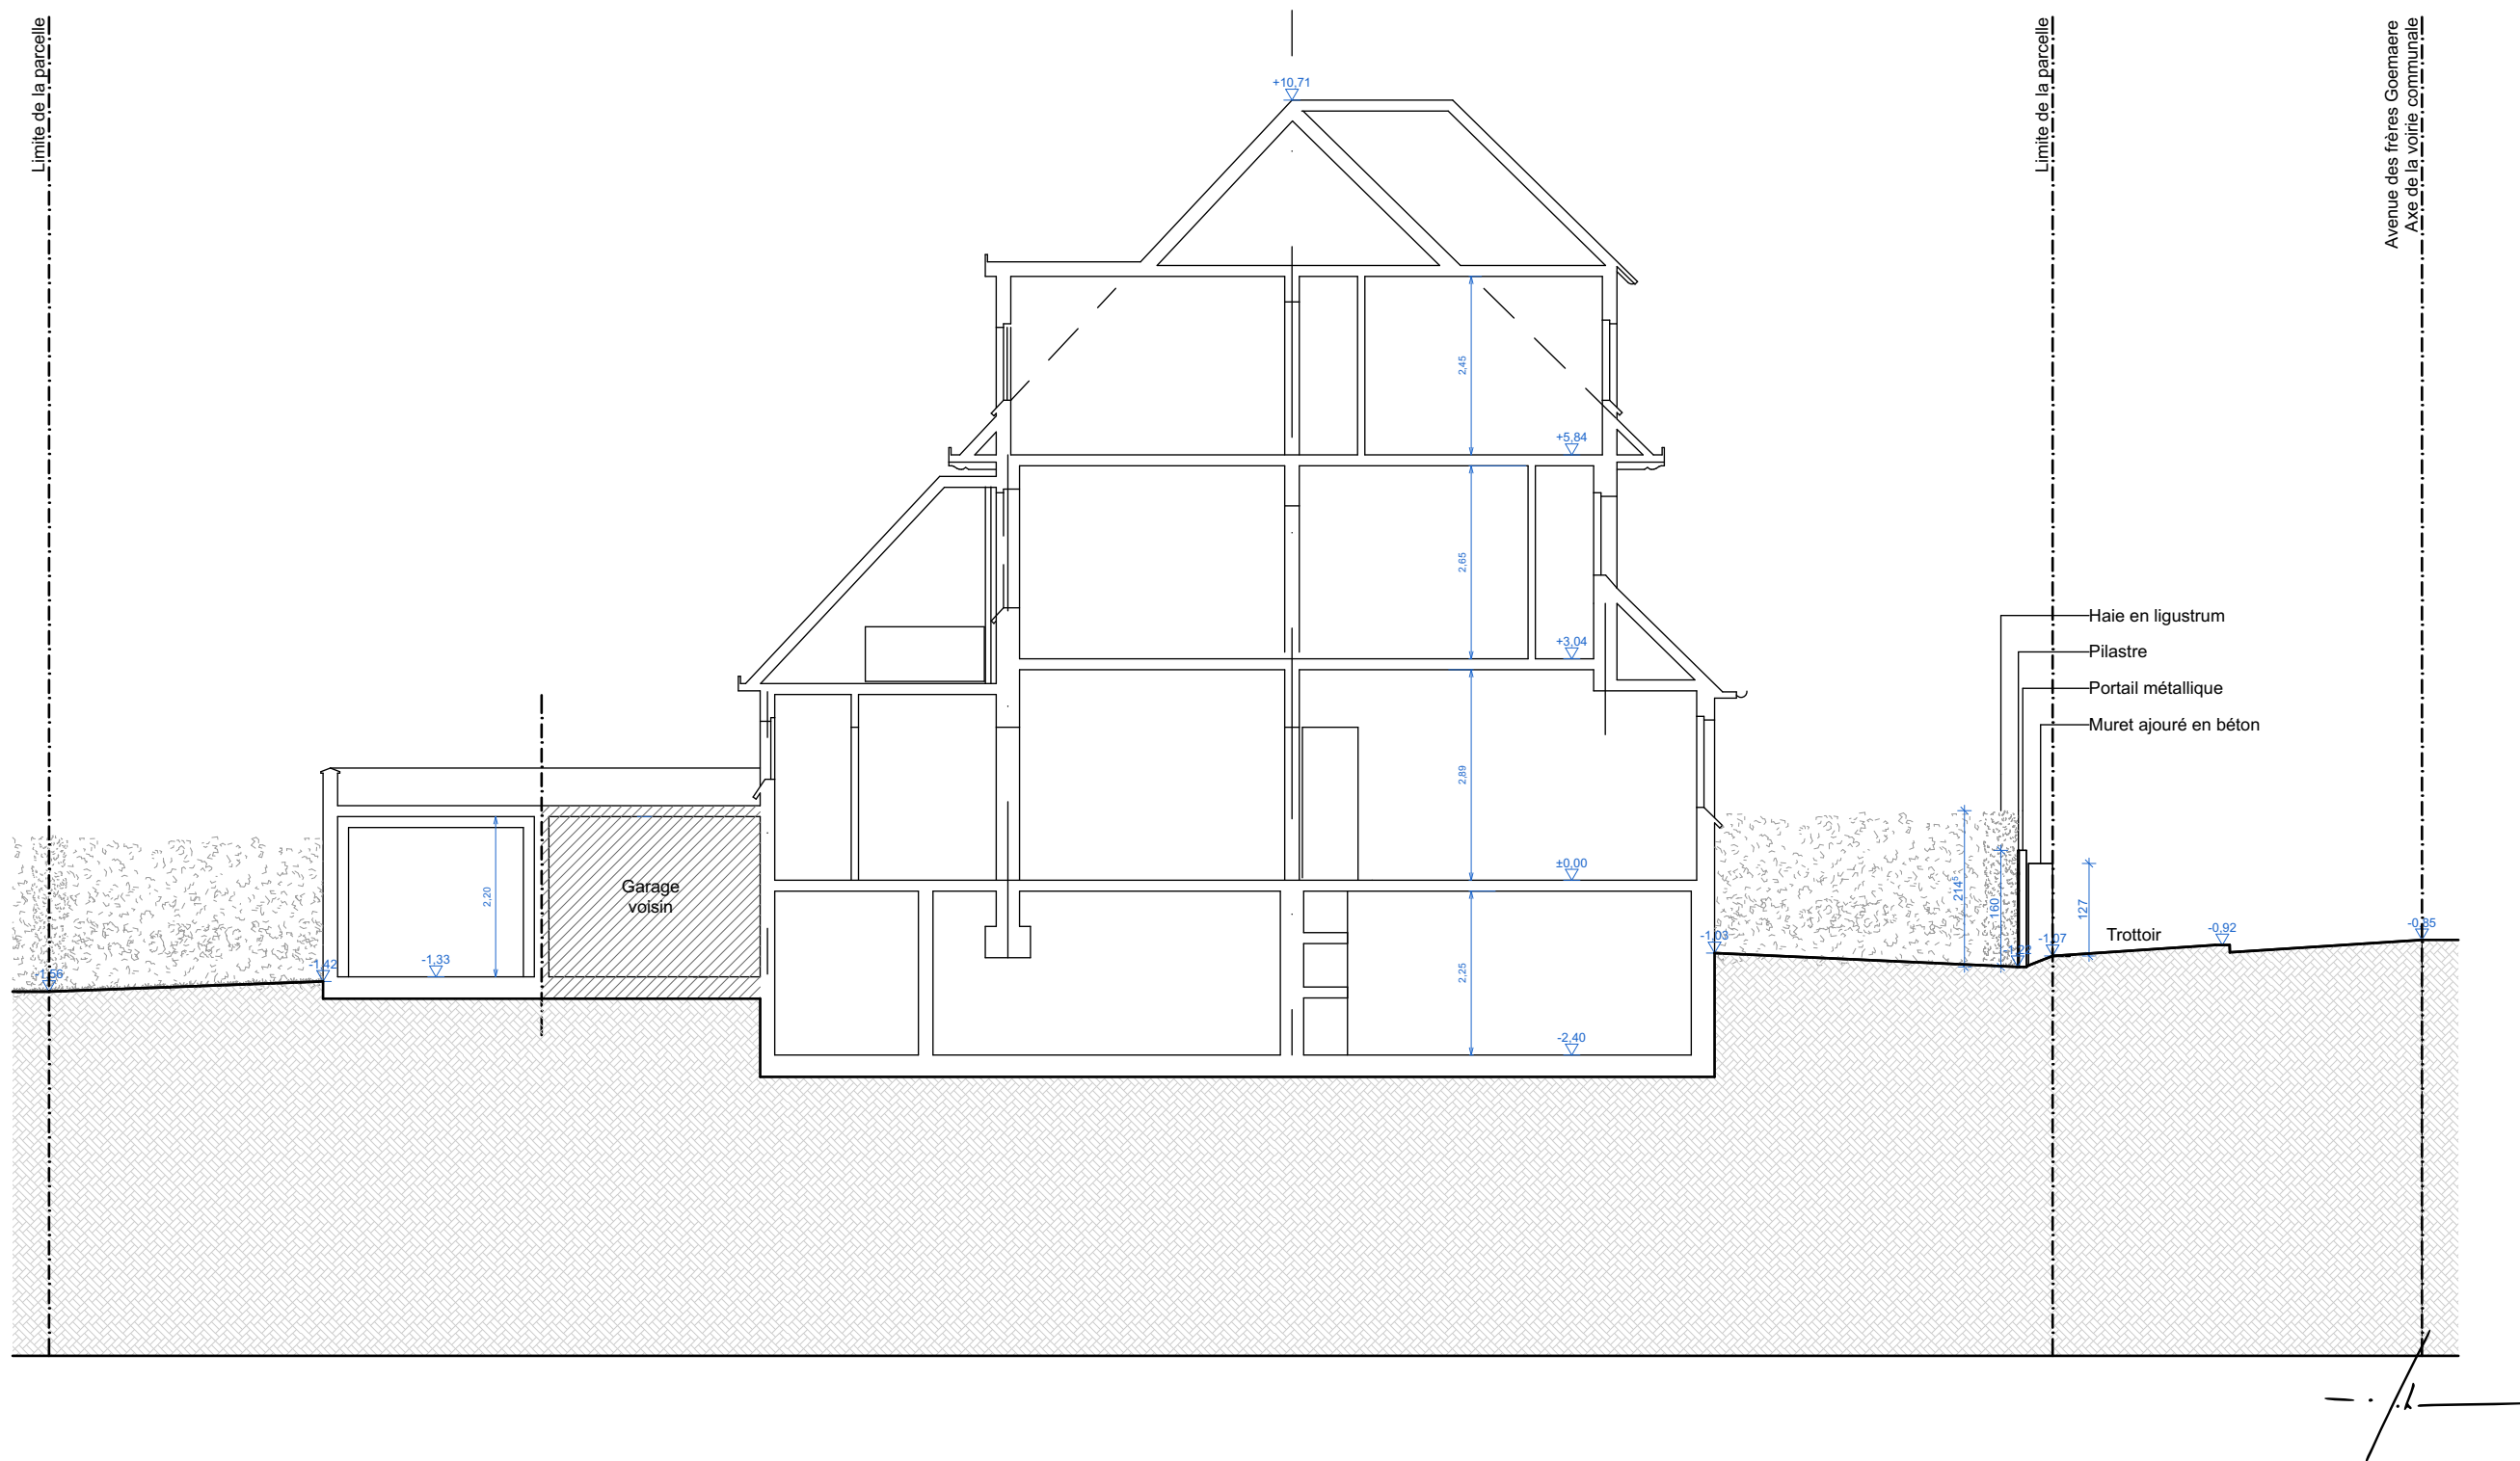 Limite de la parcelle
Limite de la parcelle
Avenue des frères Goemaere
Axe de la voirie communale
+10,71
2,45
+5,84
2,65
+3,04
Haie en ligustrum
Pilastre
Portail métallique
Muret ajouré en béton
2,89
±0,00
Garage
voisin
2,20
214⁵
160
127
Trottoir
-0,92
-0,85
-1,03
-1,07
-1,22
-1,56
-1,42
-1,33
2,25
-2,40